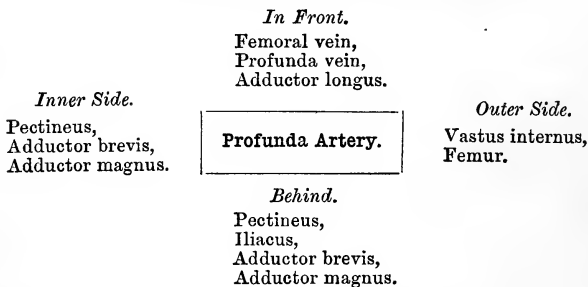 In Front.
Femoral vein,
Profunda vein,
Adductor longus.
Inner Side.
Pectineus,
Adductor brevis,
Adductor magnus.
Profunda Artery.
Outer Side.
Vastus internus,
Femur.
Behind.
Pectineus,
Iliacus,
Adductor brevis,
Adductor magnus.